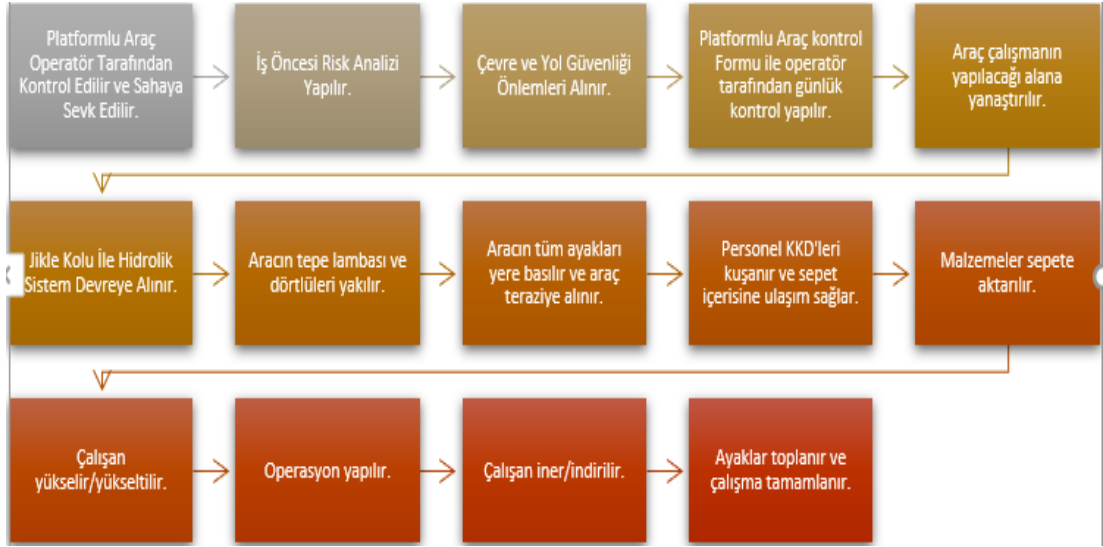 Platformlu Araç
Operatör Tarafından
Kontrol Edilir ve Sahaya
Sevk Edilir.
İş Öncesi Risk Analizi
Yapılır.
Çevre ve Yol Güvenliği
Önlemleri Alınır.
Platformlu Araç kontrol
Formu ile operatör
tarafından günlük
kontrol yapılır.
Araç çalışmanın
yapılacağı alana
yanaştırılır.
Jikle Kolu İle Hidrolik
Sistem Devreye Alınır.
Aracın tepe lambası ve
dörtlüleri yakılır.
Aracın tüm ayakları
yere basılır ve araç
teraziye alınır.
Personel KKD'leri
kuşanır ve sepet
içerisine ulaşım sağlar.
Malzemeler sepete
aktarılır.
Çalışan
yükselir/yükseltilir.
Operasyon yapılır.
Çalışan iner/indirilir.
Ayaklar toplanır ve
çalışma tamamlanır.